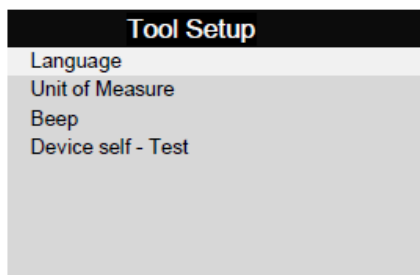 Tool Setup
Language
Unit of Measure
Beep
Device self - Test